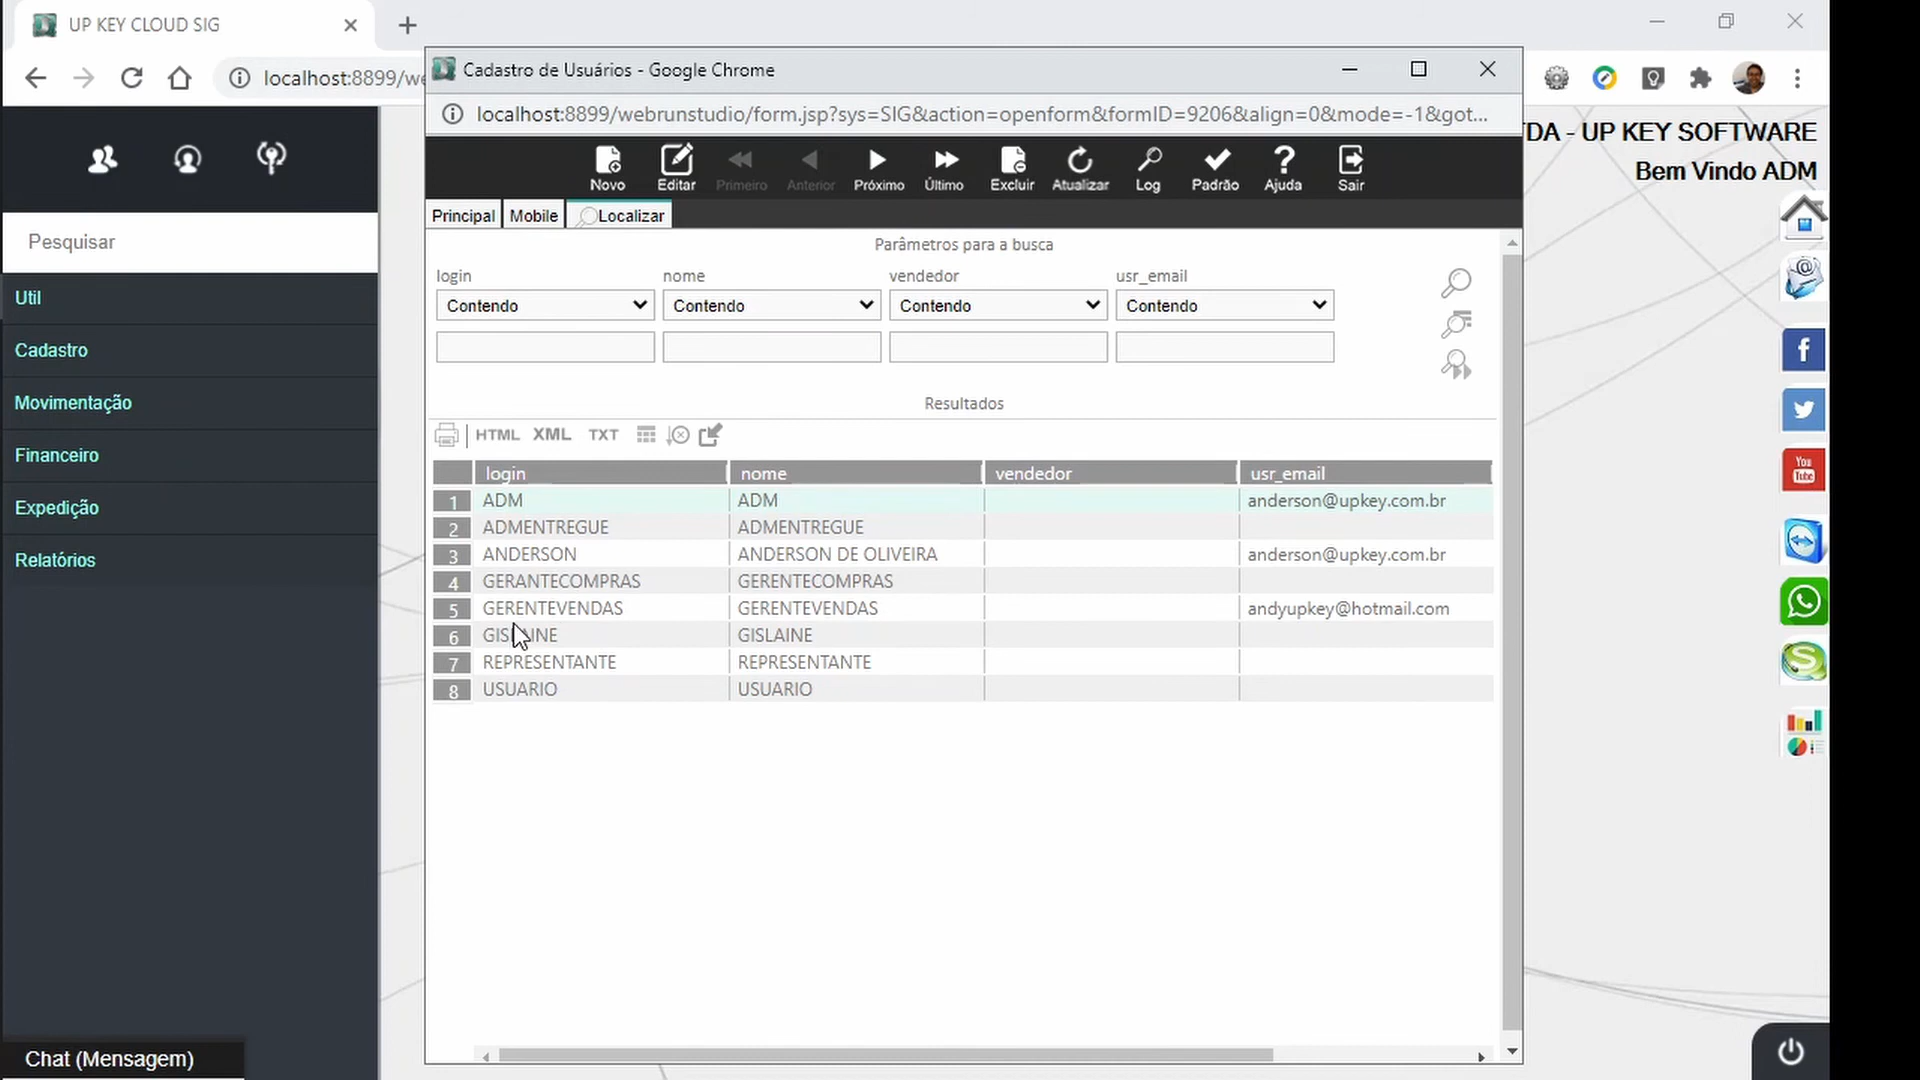 UP KEY CLOUD SIG
localhost:8899/we
Cadastro de Usuários - Google Chrome
localhost:8899/webrunstudio/form.jsp?sys=SIG&action=openform&formID=9206&align=0&mode=-1&got...
TDA - UP KEY SOFTWARE
Bem Vindo ADM
Novo Editar Primeiro Anterior Próximo Último Excluir Atualizar Log Padrão Ajuda Sair
Principal Mobile Localizar
Pesquisar
Util
Cadastro
Movimentação
Financeiro
Expedição
Relatórios
Parâmetros para a busca
login nome vendedor usr_email
Contendo Contendo Contendo Contendo
Resultados
HTML XML TXT
login nome vendedor usr_email
1 ADM ADM anderson@upkey.com.br
2 ADMENTREGUE ADMENTREGUE
3 ANDERSON ANDERSON DE OLIVEIRA anderson@upkey.com.br
4 GERANTECOMPRAS GERENTECOMPRAS
5 GERENTEVENDAS GERENTEVENDAS andyupkey@hotmail.com
6 GISLAINE GISLAINE
7 REPRESENTANTE REPRESENTANTE
8 USUARIO USUARIO
You
Tube
Chat (Mensagem)